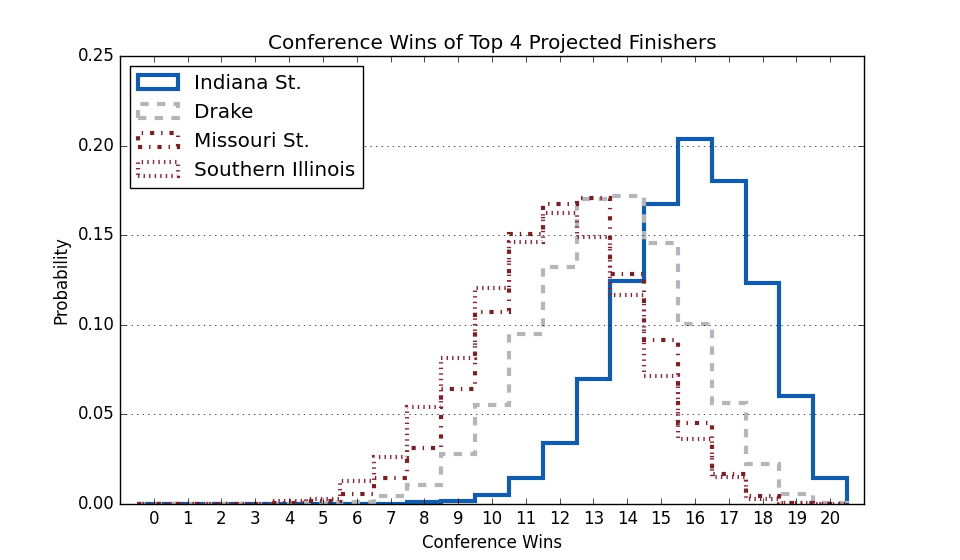 Conference Wins of Top 4 Projected Finishers
Indiana St.
Drake
Missouri St.
Southern Illinois
0.25
0.20
0.15
0.10
0.05
0.00
Probability
0 1 2 3 4 5 6 7 8 9 10 11 12 13 14 15 16 17 18 19 20
Conference Wins